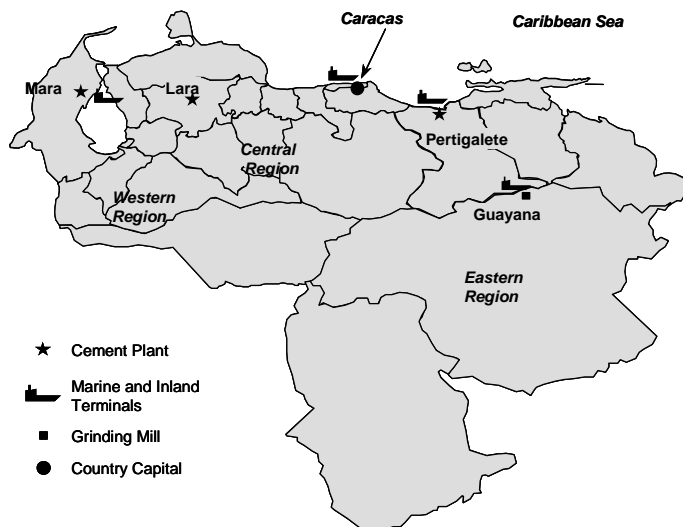 Caracas
Caribbean Sea
Mara
Lara
Pertigalete
Central
Region
Western
Region
Guayana
Eastern
Region
Cement Plant
Marine and Inland
Terminals
Grinding Mill
Country Capital